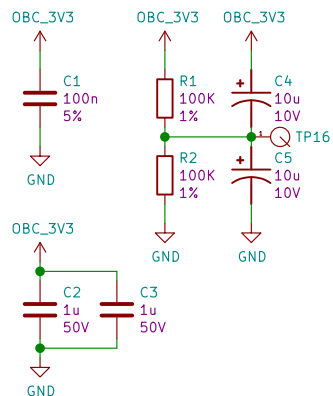 OBC_3V3
OBC_3V3
OBC_3V3
C1
100n
5%
R1
100K
1%
C4
10u
10V
1
TP16
R2
100K
1%
C5
10u
10V
GND
GND
GND
OBC_3V3
C2
1u
50V
C3
1u
50V
GND